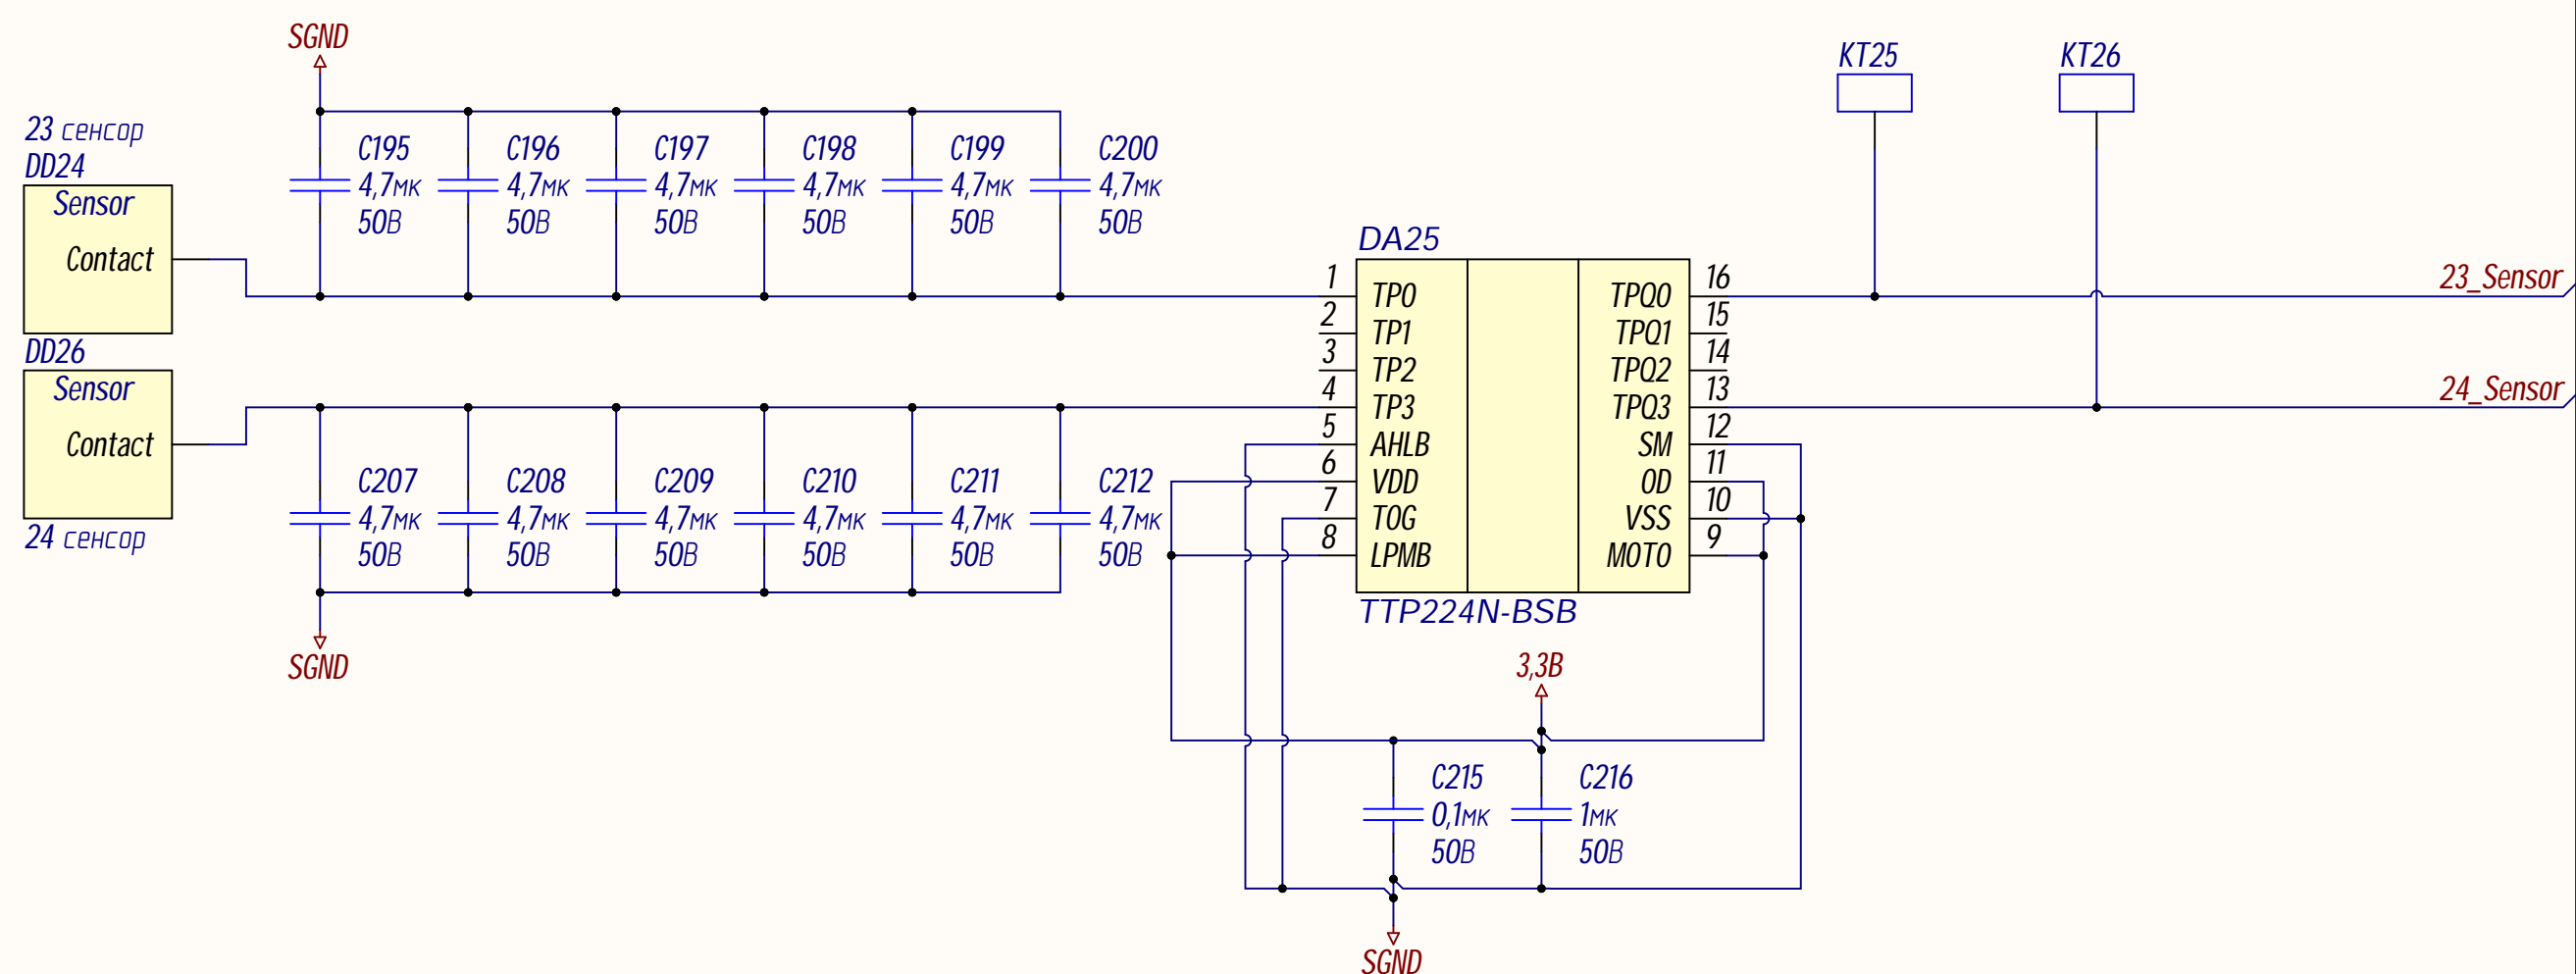 SGND
23 сенсор
DD24
Sensor
Contact
C195
4,7мк
50В
C196
4,7мк
50В
C197
4,7мк
50В
C198
4,7мк
50В
C199
4,7мк
50В
C200
4,7мк
50В
DD26
Sensor
Contact
24 сенсор
C207
4,7мк
50В
C208
4,7мк
50В
C209
4,7мк
50В
C210
4,7мк
50В
C211
4,7мк
50В
C212
4,7мк
50В
SGND
DA25
1 TP0
2 TP1
3 TP2
4 TP3
5 AHLB
6 VDD
7 TOG
8 LPMB
TPQ0 16
TPQ1 15
TPQ2 14
TPQ3 13
SM 12
OD 11
VSS 10
MOTO 9
TTP224N-BSB
KT25
KT26
23_Sensor
24_Sensor
3,3В
C215
0,1мк
50В
C216
1мк
50В
SGND